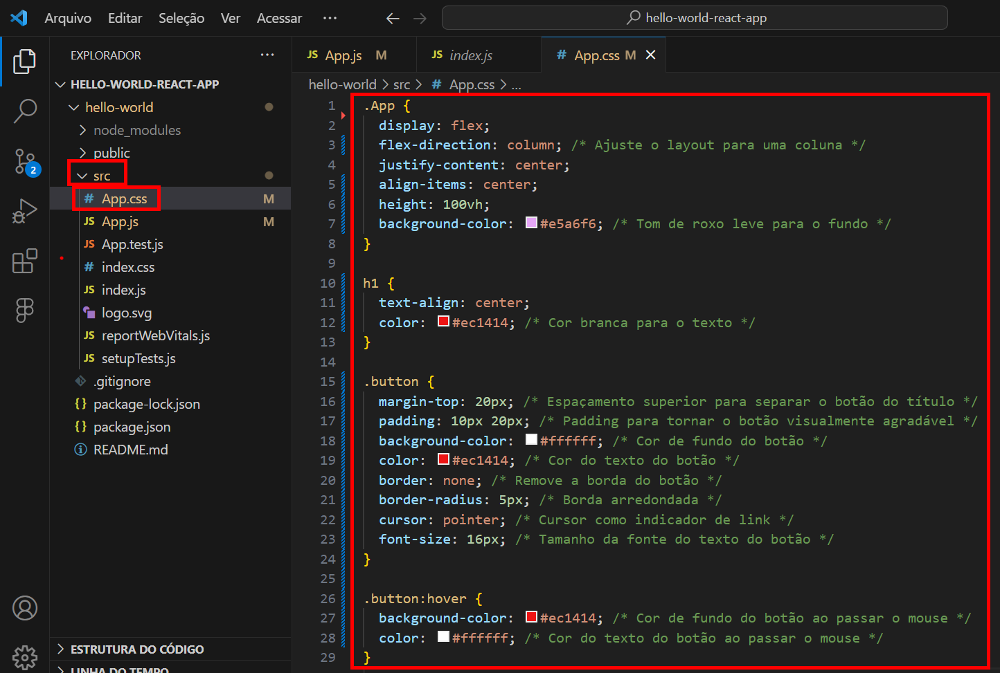 Arquivo Editar Seleção Ver Acessar ··· hello-world-react-app
EXPLORADOR ···
HELLO-WORLD-REACT-APP
hello-world
node_modules
public
src
# App.css M
JS App.js M
JS App.test.js
# index.css
JS index.js
logo.svg
JS reportWebVitals.js
JS setupTests.js
.gitignore
{} package-lock.json
{} package.json
README.md
2
ESTRUTURA DO CÓDIGO
LINHA DO TEMPO
JS App.js M JS index.js # App.css M
hello-world > src > # App.css > ...
1 .App {
2 display: flex;
3 flex-direction: column; /* Ajuste o layout para uma coluna */
4 justify-content: center;
5 align-items: center;
6 height: 100vh;
7 background-color: #e5a6f6; /* Tom de roxo leve para o fundo */
8 }
9
10 h1 {
11 text-align: center;
12 color: #ec1414; /* Cor branca para o texto */
13 }
14
15 .button {
16 margin-top: 20px; /* Espaçamento superior para separar o botão do título */
17 padding: 10px 20px; /* Padding para tornar o botão visualmente agradável */
18 background-color: #ffffff; /* Cor de fundo do botão */
19 color: #ec1414; /* Cor do texto do botão */
20 border: none; /* Remove a borda do botão */
21 border-radius: 5px; /* Borda arredondada */
22 cursor: pointer; /* Cursor como indicador de link */
23 font-size: 16px; /* Tamanho da fonte do texto do botão */
24 }
25
26 .button:hover {
27 background-color: #ec1414; /* Cor de fundo do botão ao passar o mouse */
28 color: #ffffff; /* Cor do texto do botão ao passar o mouse */
29 }